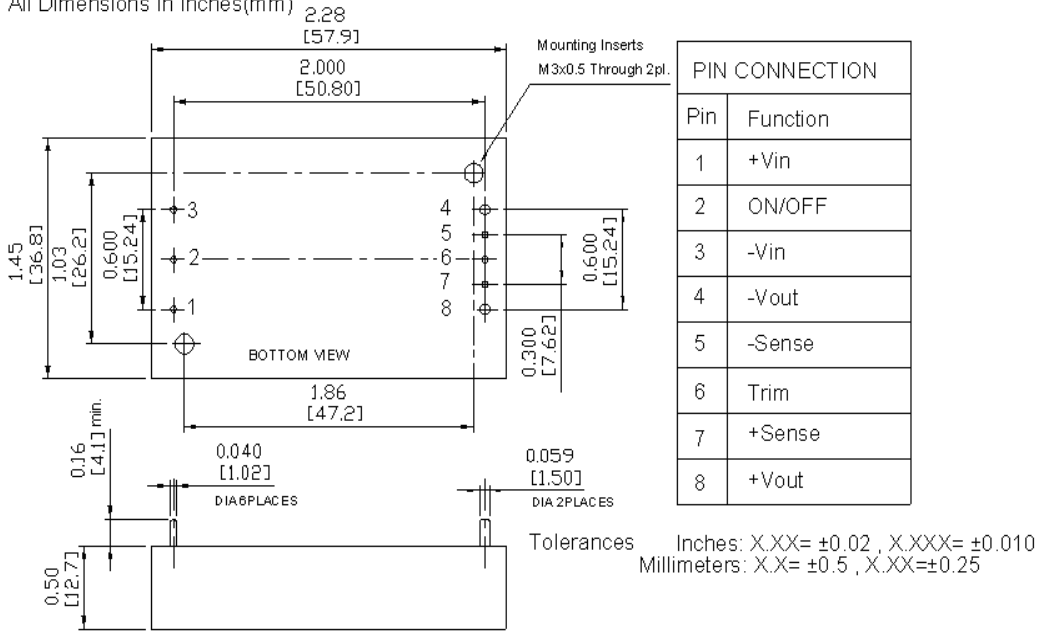 All Dimensions In Inches(mm)
2.28
[57.9]
2.000
[50.80]
Mounting Inserts
M3x0.5 Through 2pl.
1.45
[36.8]
1.03
[26.2]
0.600
[15.24]
3
2
1
4
5
6
7
8
0.600
[15.24]
0.300
[7.62]
BOTTOM VIEW
1.86
[47.2]
0.16
[4.1] min.
0.040
[1.02]
DIA6PLACES
0.059
[1.50]
DIA 2PLACES
0.50
[12.7]
PIN CONNECTION
Pin Function
1 +Vin
2 ON/OFF
3 -Vin
4 -Vout
5 -Sense
6 Trim
7 +Sense
8 +Vout
Tolerances Inches: X.XX= ±0.02 , X.XXX= ±0.010
Millimeters: X.X= ±0.5 , X.XX=±0.25